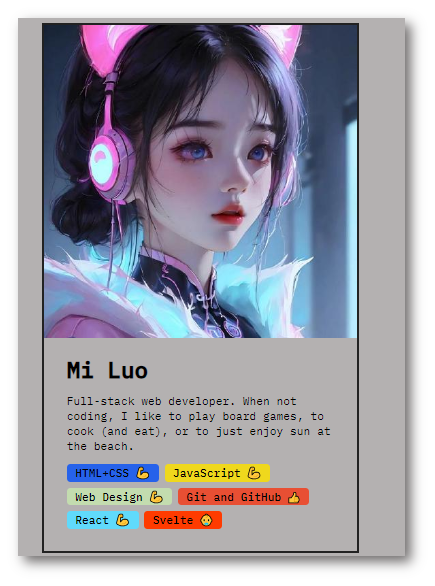 Mi Luo
Full-stack web developer. When not
coding, I like to play board games, to
cook (and eat), or to just enjoy sun at
the beach.
HTML+CSS 💪 JavaScript 💪
Web Design 💪 Git and GitHub 👍
React 💪 Svelte 👶